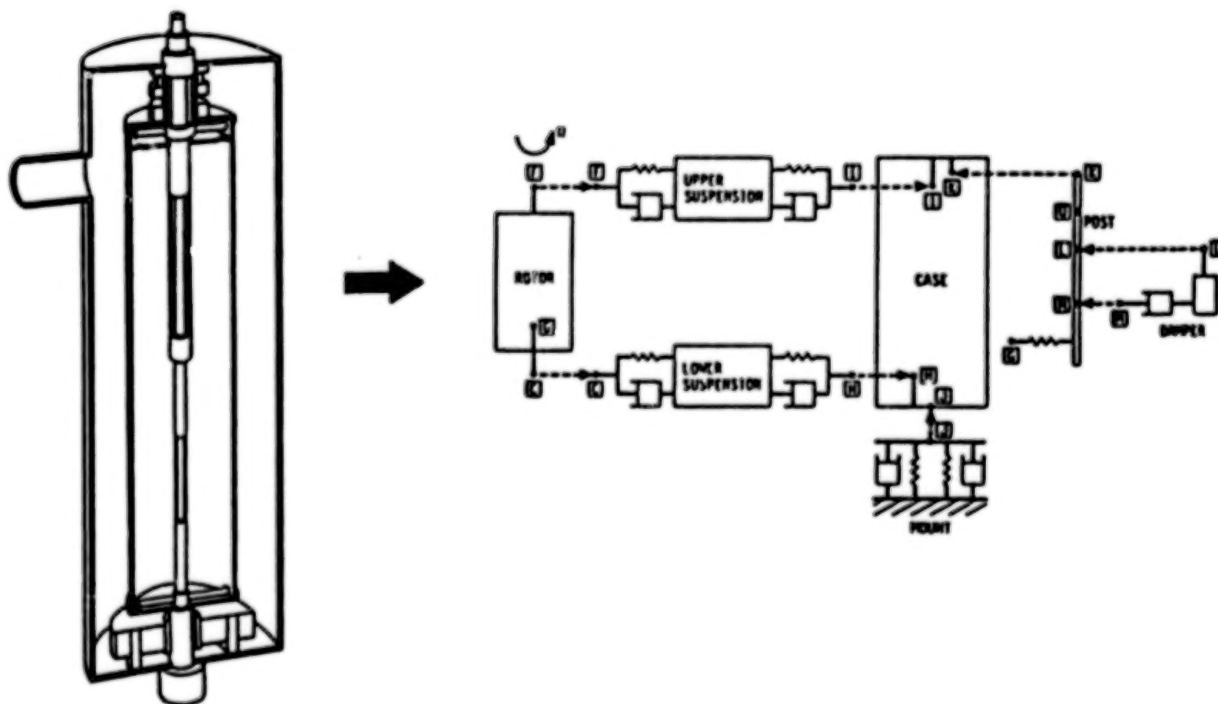 F
F
UPPER
SUSPENSION
I
I
K
K
N
POST
ROTOR
CASE
L
L
G
M
M
DAMPER
G
E
E
LOWER
SUSPENSION
H
H
J
J
MOUNT